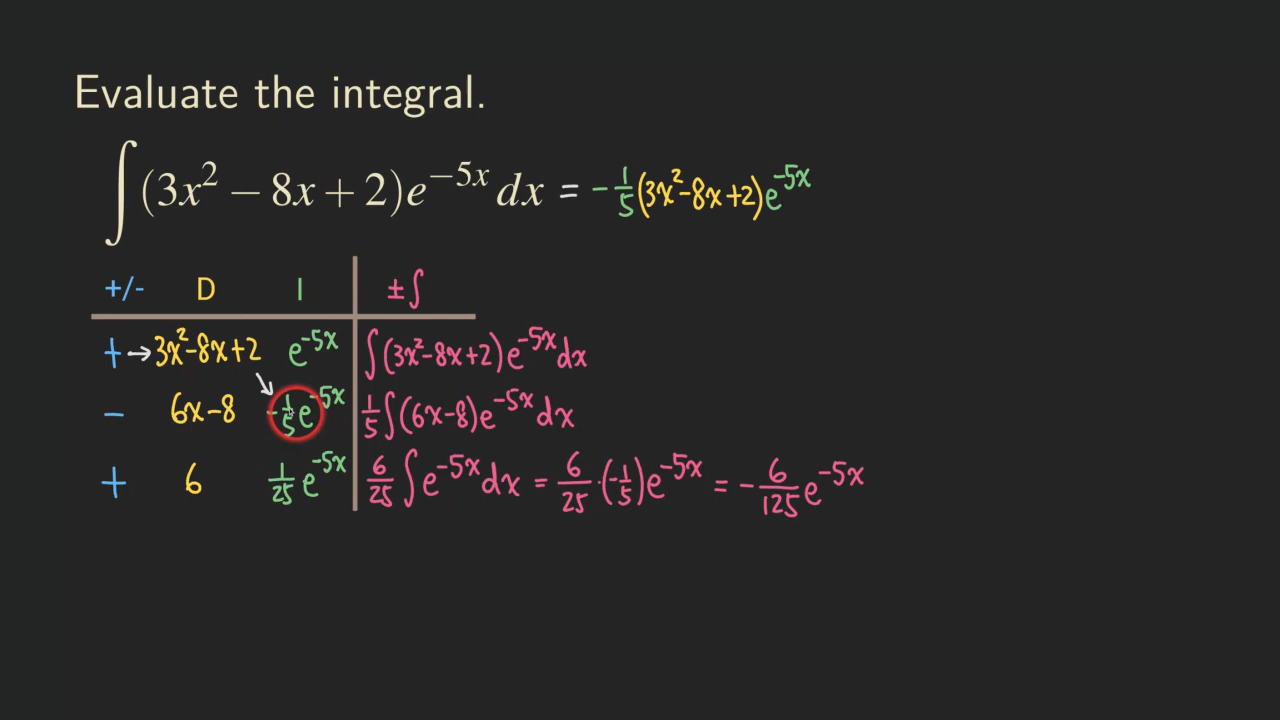 Evaluate the integral.
∫(3x² − 8x + 2)e^{−5x} dx = −1/5(3x²−8x+2)e^{−5x}
+/- D I ±∫
+ → 3x²−8x+2 e^{−5x} ∫(3x²−8x+2)e^{−5x}dx
− 6x−8 −1/5 e^{−5x} 1/5∫(6x−8)e^{−5x}dx
+ 6 1/25 e^{−5x} 6/25 ∫e^{−5x}dx = 6/25·(−1/5)e^{−5x} = −6/125 e^{−5x}